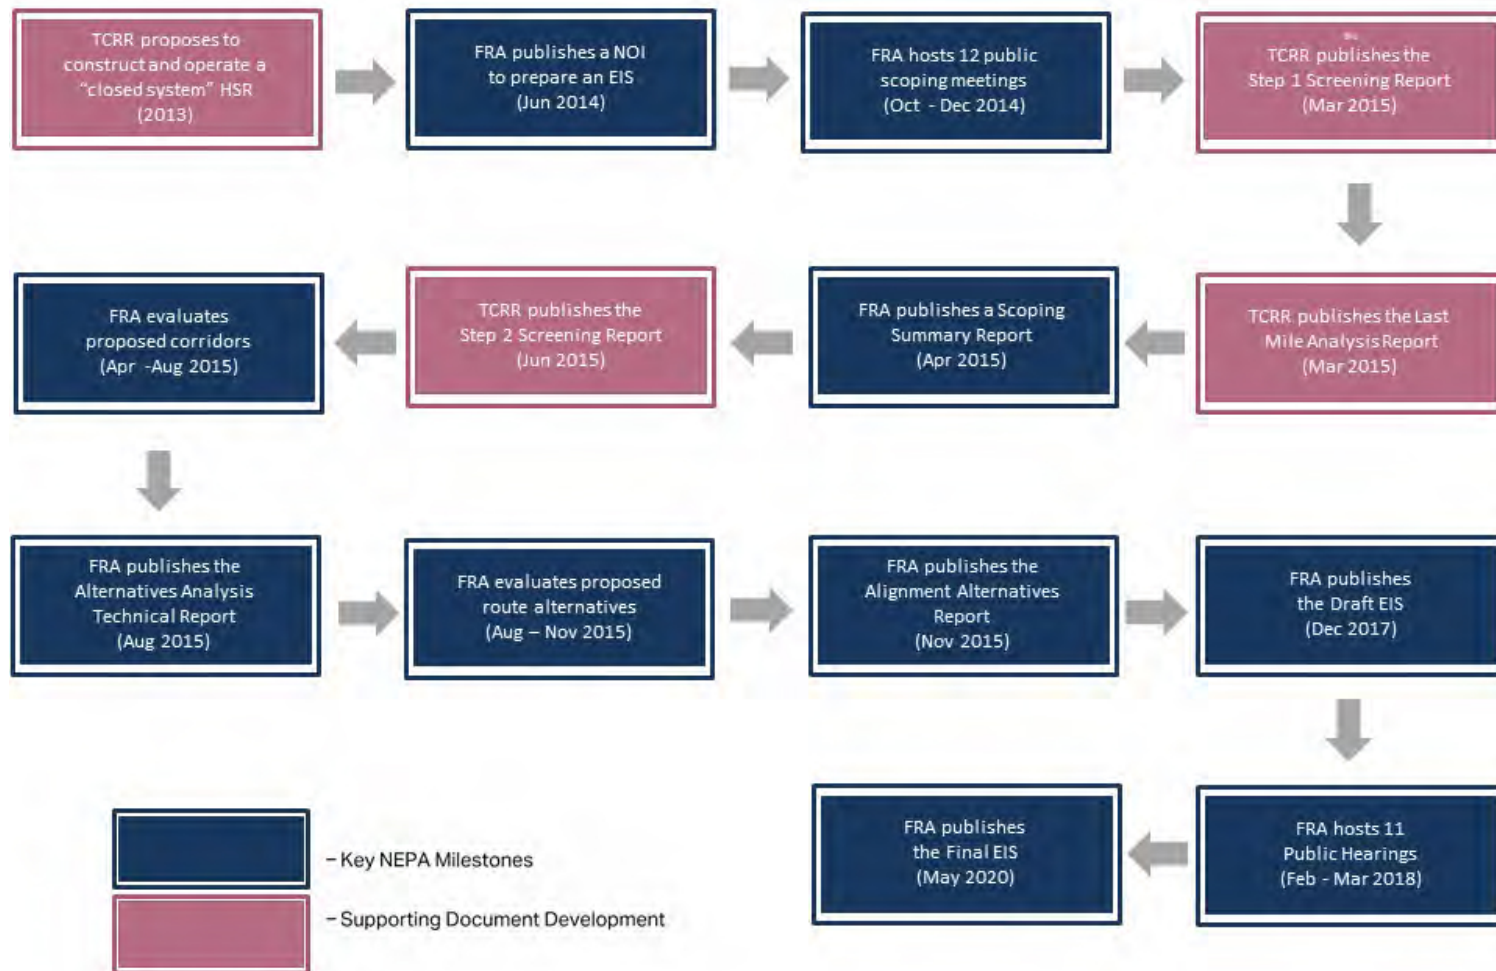 TCRR proposes to
construct and operate a
"closed system" HSR
(2013)
FRA publishes a NOI
to prepare an EIS
(Jun 2014)
FRA hosts 12 public
scoping meetings
(Oct - Dec 2014)
TCRR publishes the
Step 1 Screening Report
(Mar 2015)
TCRR publishes the Last
Mile Analysis Report
(Mar 2015)
FRA publishes a Scoping
Summary Report
(Apr 2015)
TCRR publishes the
Step 2 Screening Report
(Jun 2015)
FRA evaluates
proposed corridors
(Apr -Aug 2015)
FRA publishes the
Alternatives Analysis
Technical Report
(Aug 2015)
FRA evaluates proposed
route alternatives
(Aug – Nov 2015)
FRA publishes the
Alignment Alternatives
Report
(Nov 2015)
FRA publishes
the Draft EIS
(Dec 2017)
FRA hosts 11
Public Hearings
(Feb - Mar 2018)
FRA publishes
the Final EIS
(May 2020)
– Key NEPA Milestones
– Supporting Document Development